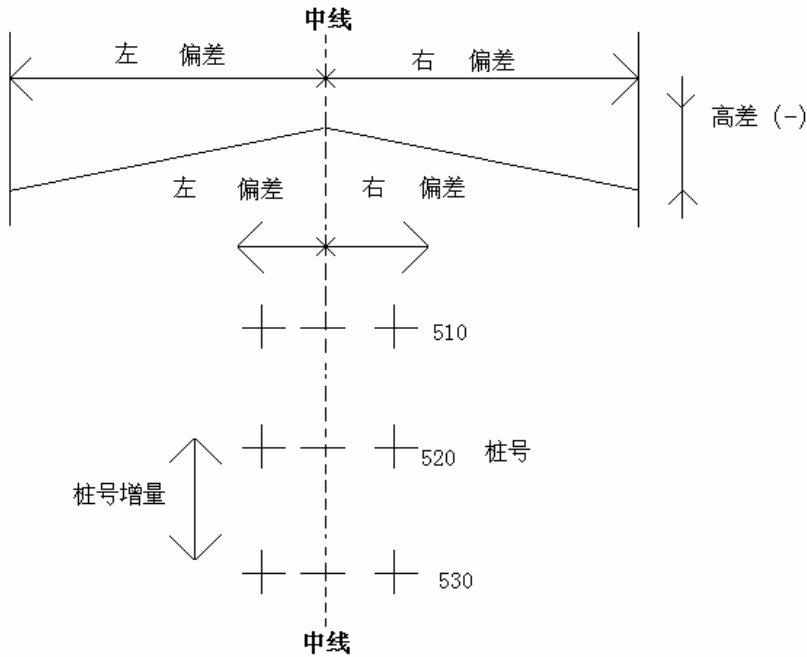 中线
左 偏差
右 偏差
高差 (-)
左 偏差
右 偏差
510
520 桩号
桩号增量
530
中线